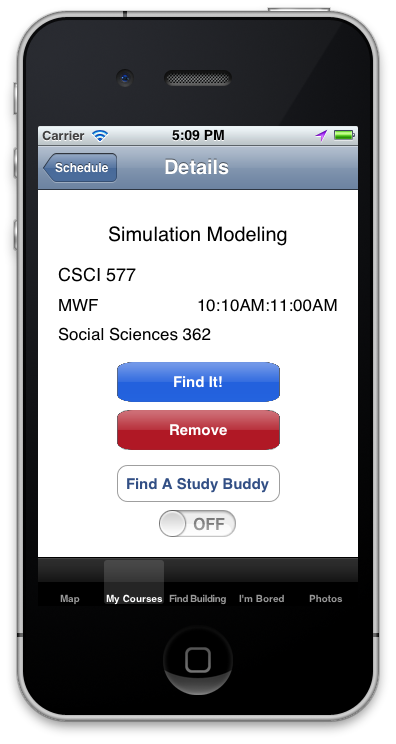 Carrier 5:09 PM
Schedule Details
Simulation Modeling
CSCI 577
MWF 10:10AM:11:00AM
Social Sciences 362
Find It!
Remove
Find A Study Buddy
OFF
Map My Courses Find Building I'm Bored Photos